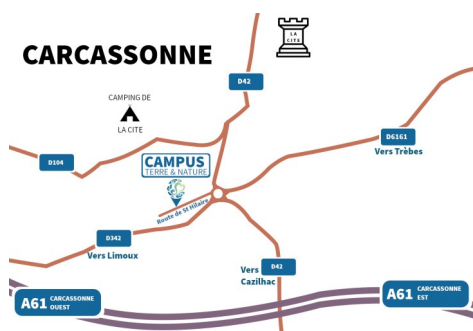 LA
CITE
CARCASSONNE
D42
CAMPING DE
LA CITE
D6161
Vers Trèbes
D104
CAMPUS
TERRE & NATURE
Route de St Hilaire
D342
Vers Limoux
Vers
Cazilhac
D42
A61 CARCASSONNE
OUEST
A61 CARCASSONNE
EST